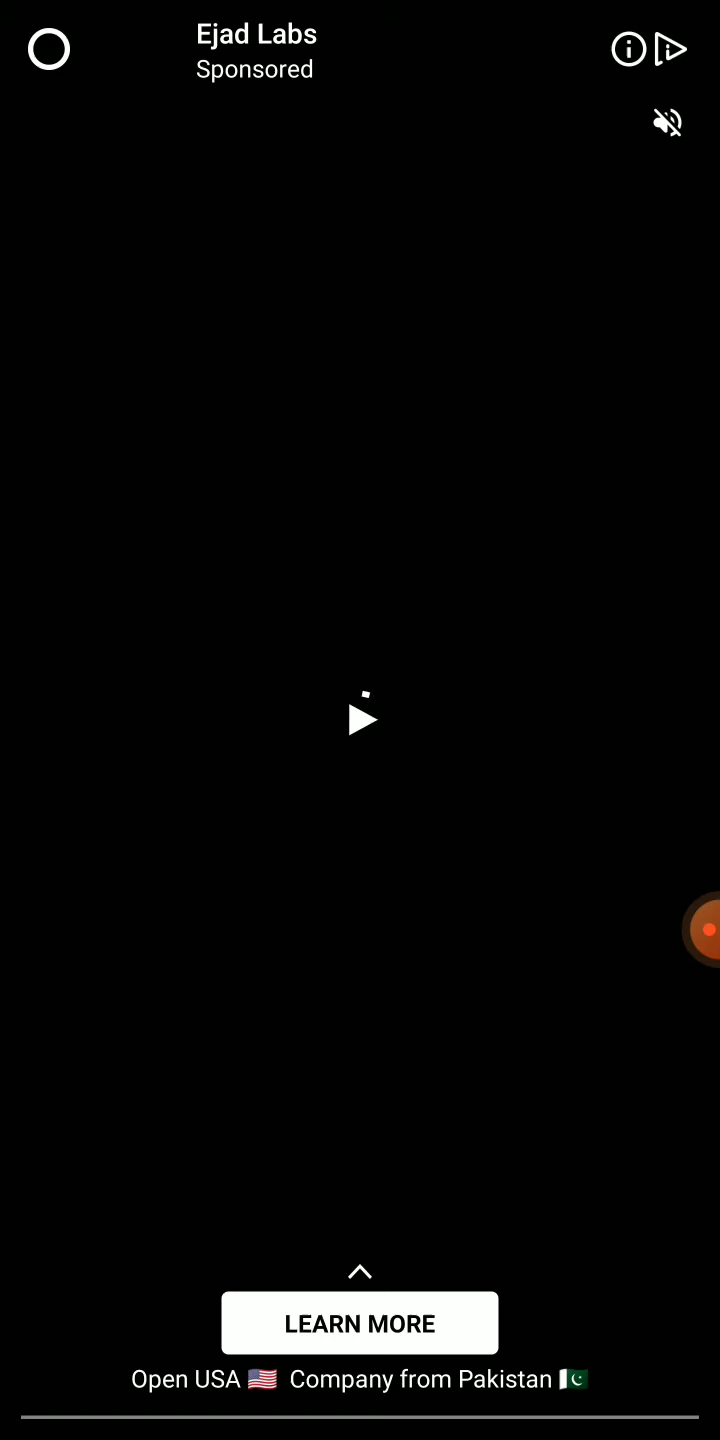 Ejad Labs
Sponsored
LEARN MORE
Open USA 🇺🇸 Company from Pakistan 🇵🇰